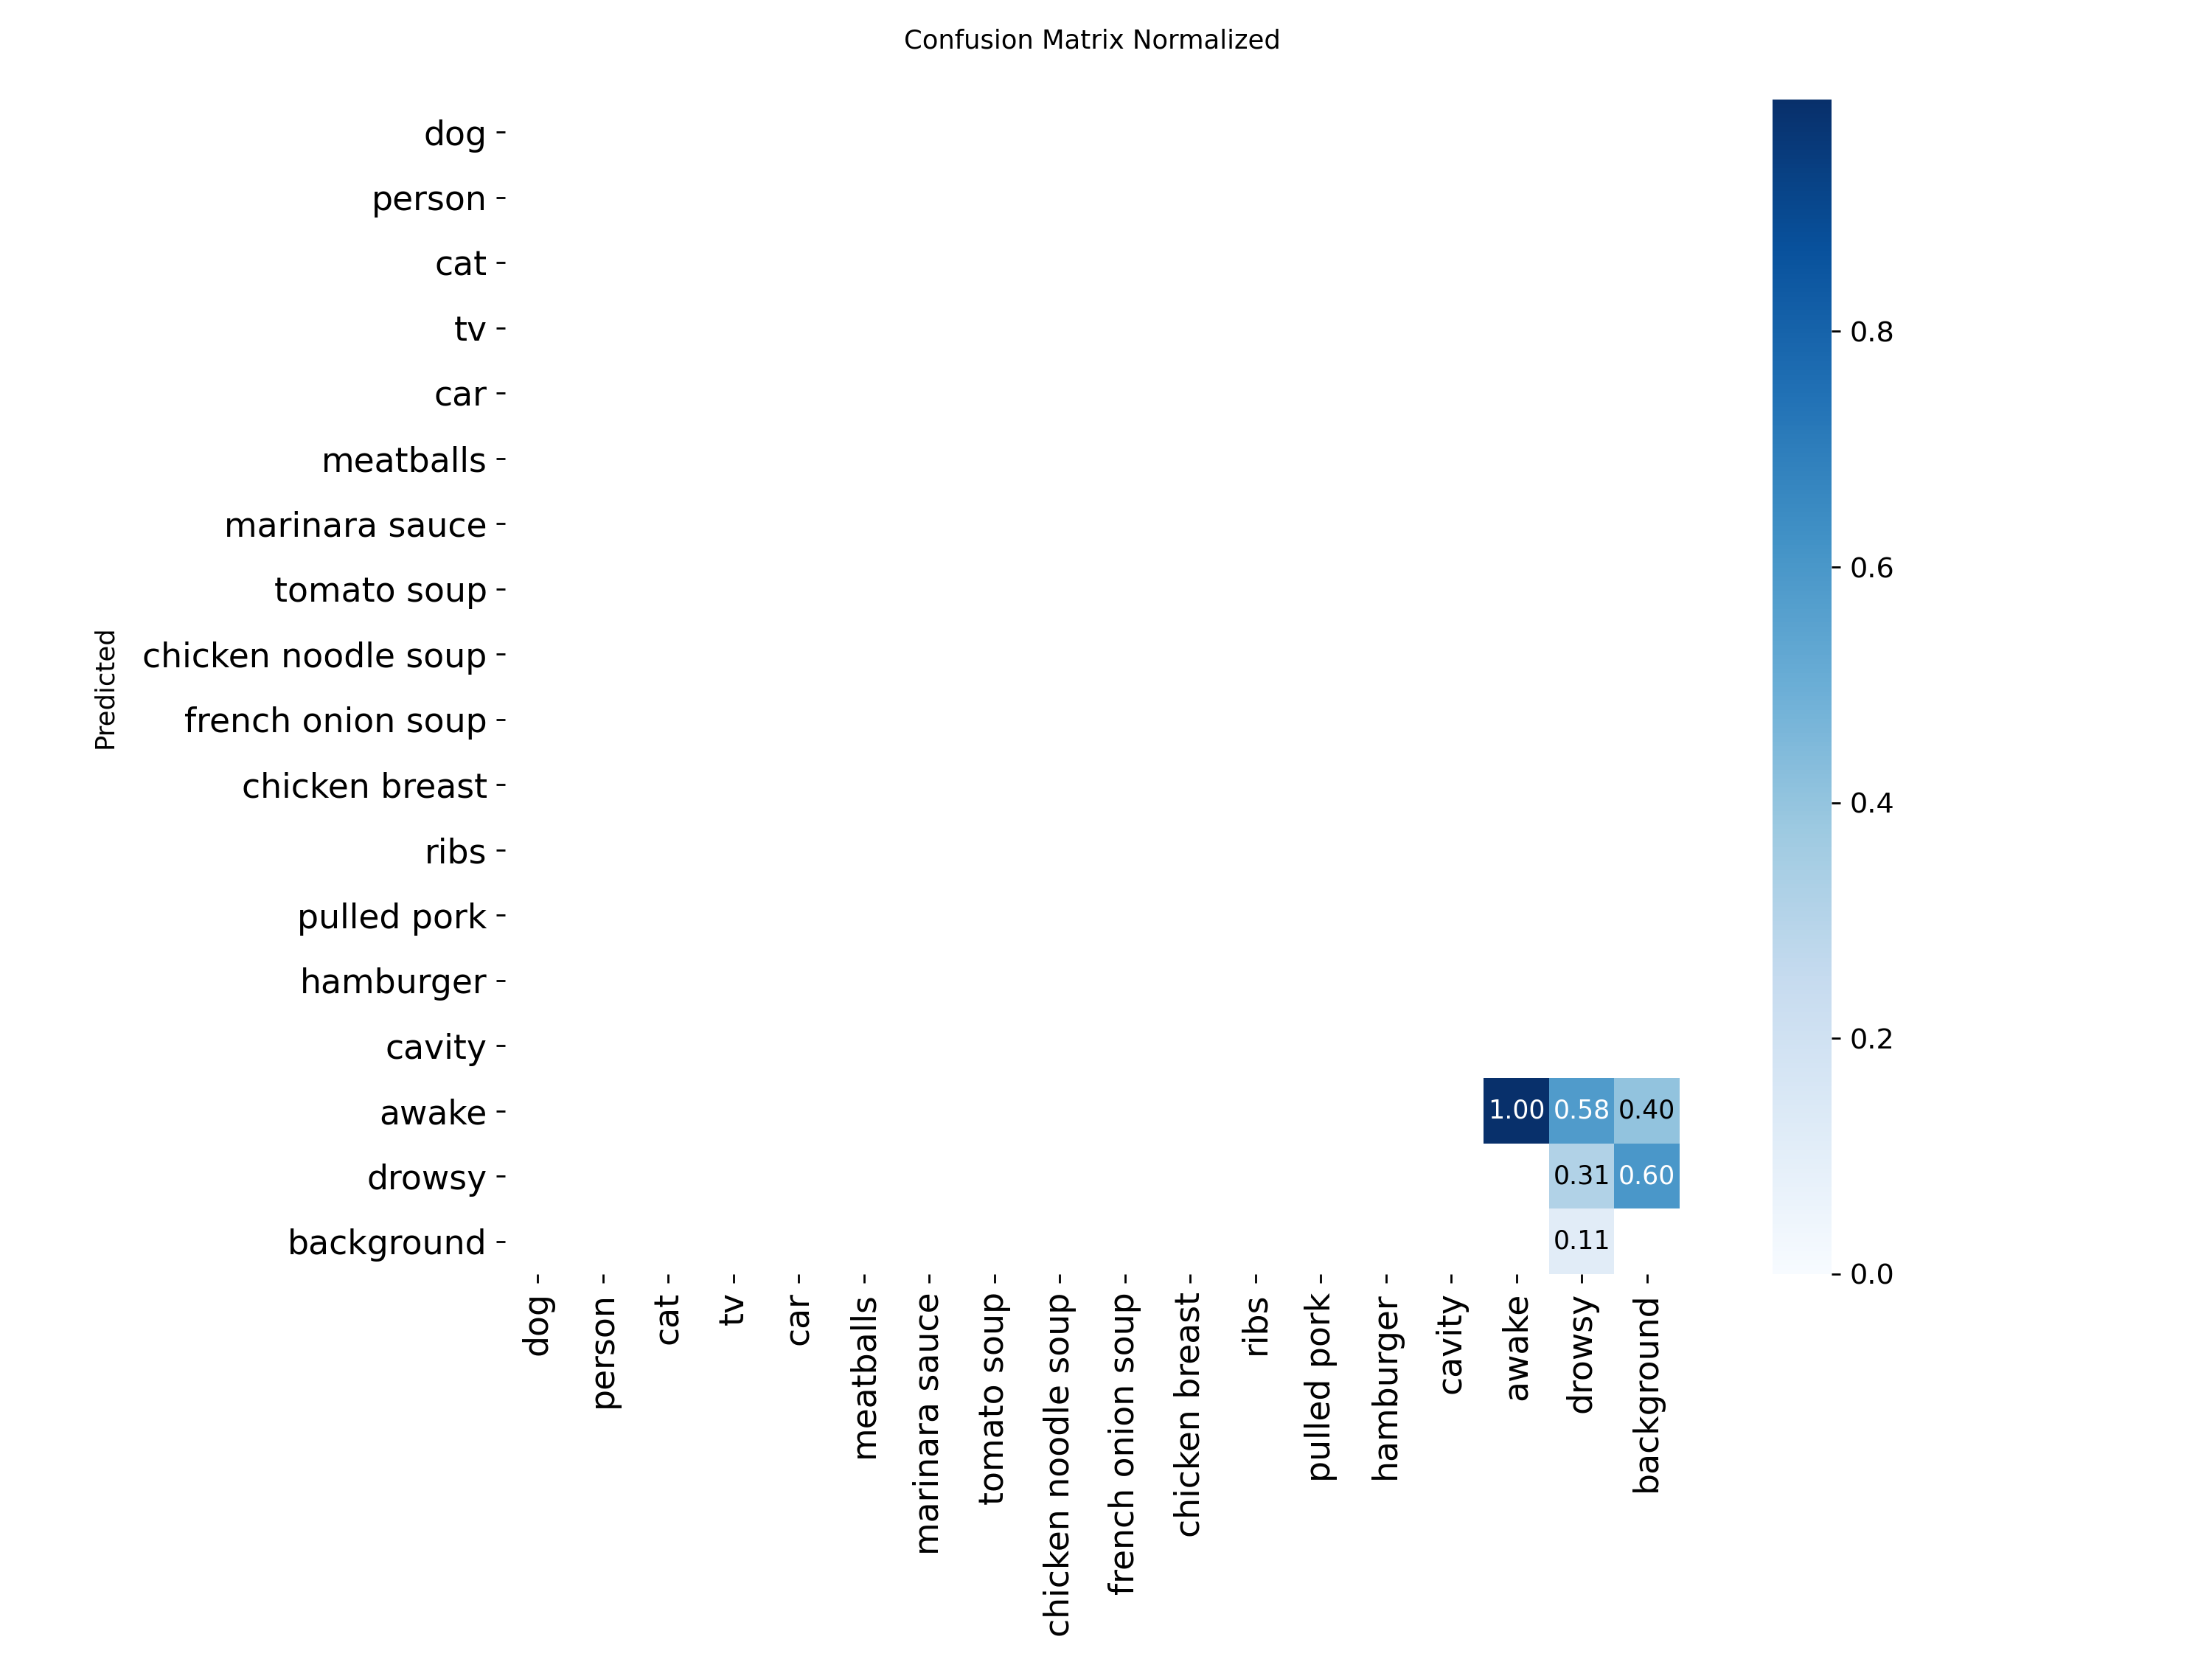 Confusion Matrix Normalized
Predicted
dog
person
cat
tv
car
meatballs
marinara sauce
tomato soup
chicken noodle soup
french onion soup
chicken breast
ribs
pulled pork
hamburger
cavity
awake
drowsy
background
1.00 0.58 0.40
0.31 0.60
0.11
dog
person
cat
tv
car
meatballs
marinara sauce
tomato soup
chicken noodle soup
french onion soup
chicken breast
ribs
pulled pork
hamburger
cavity
awake
drowsy
background
0.8
0.6
0.4
0.2
0.0